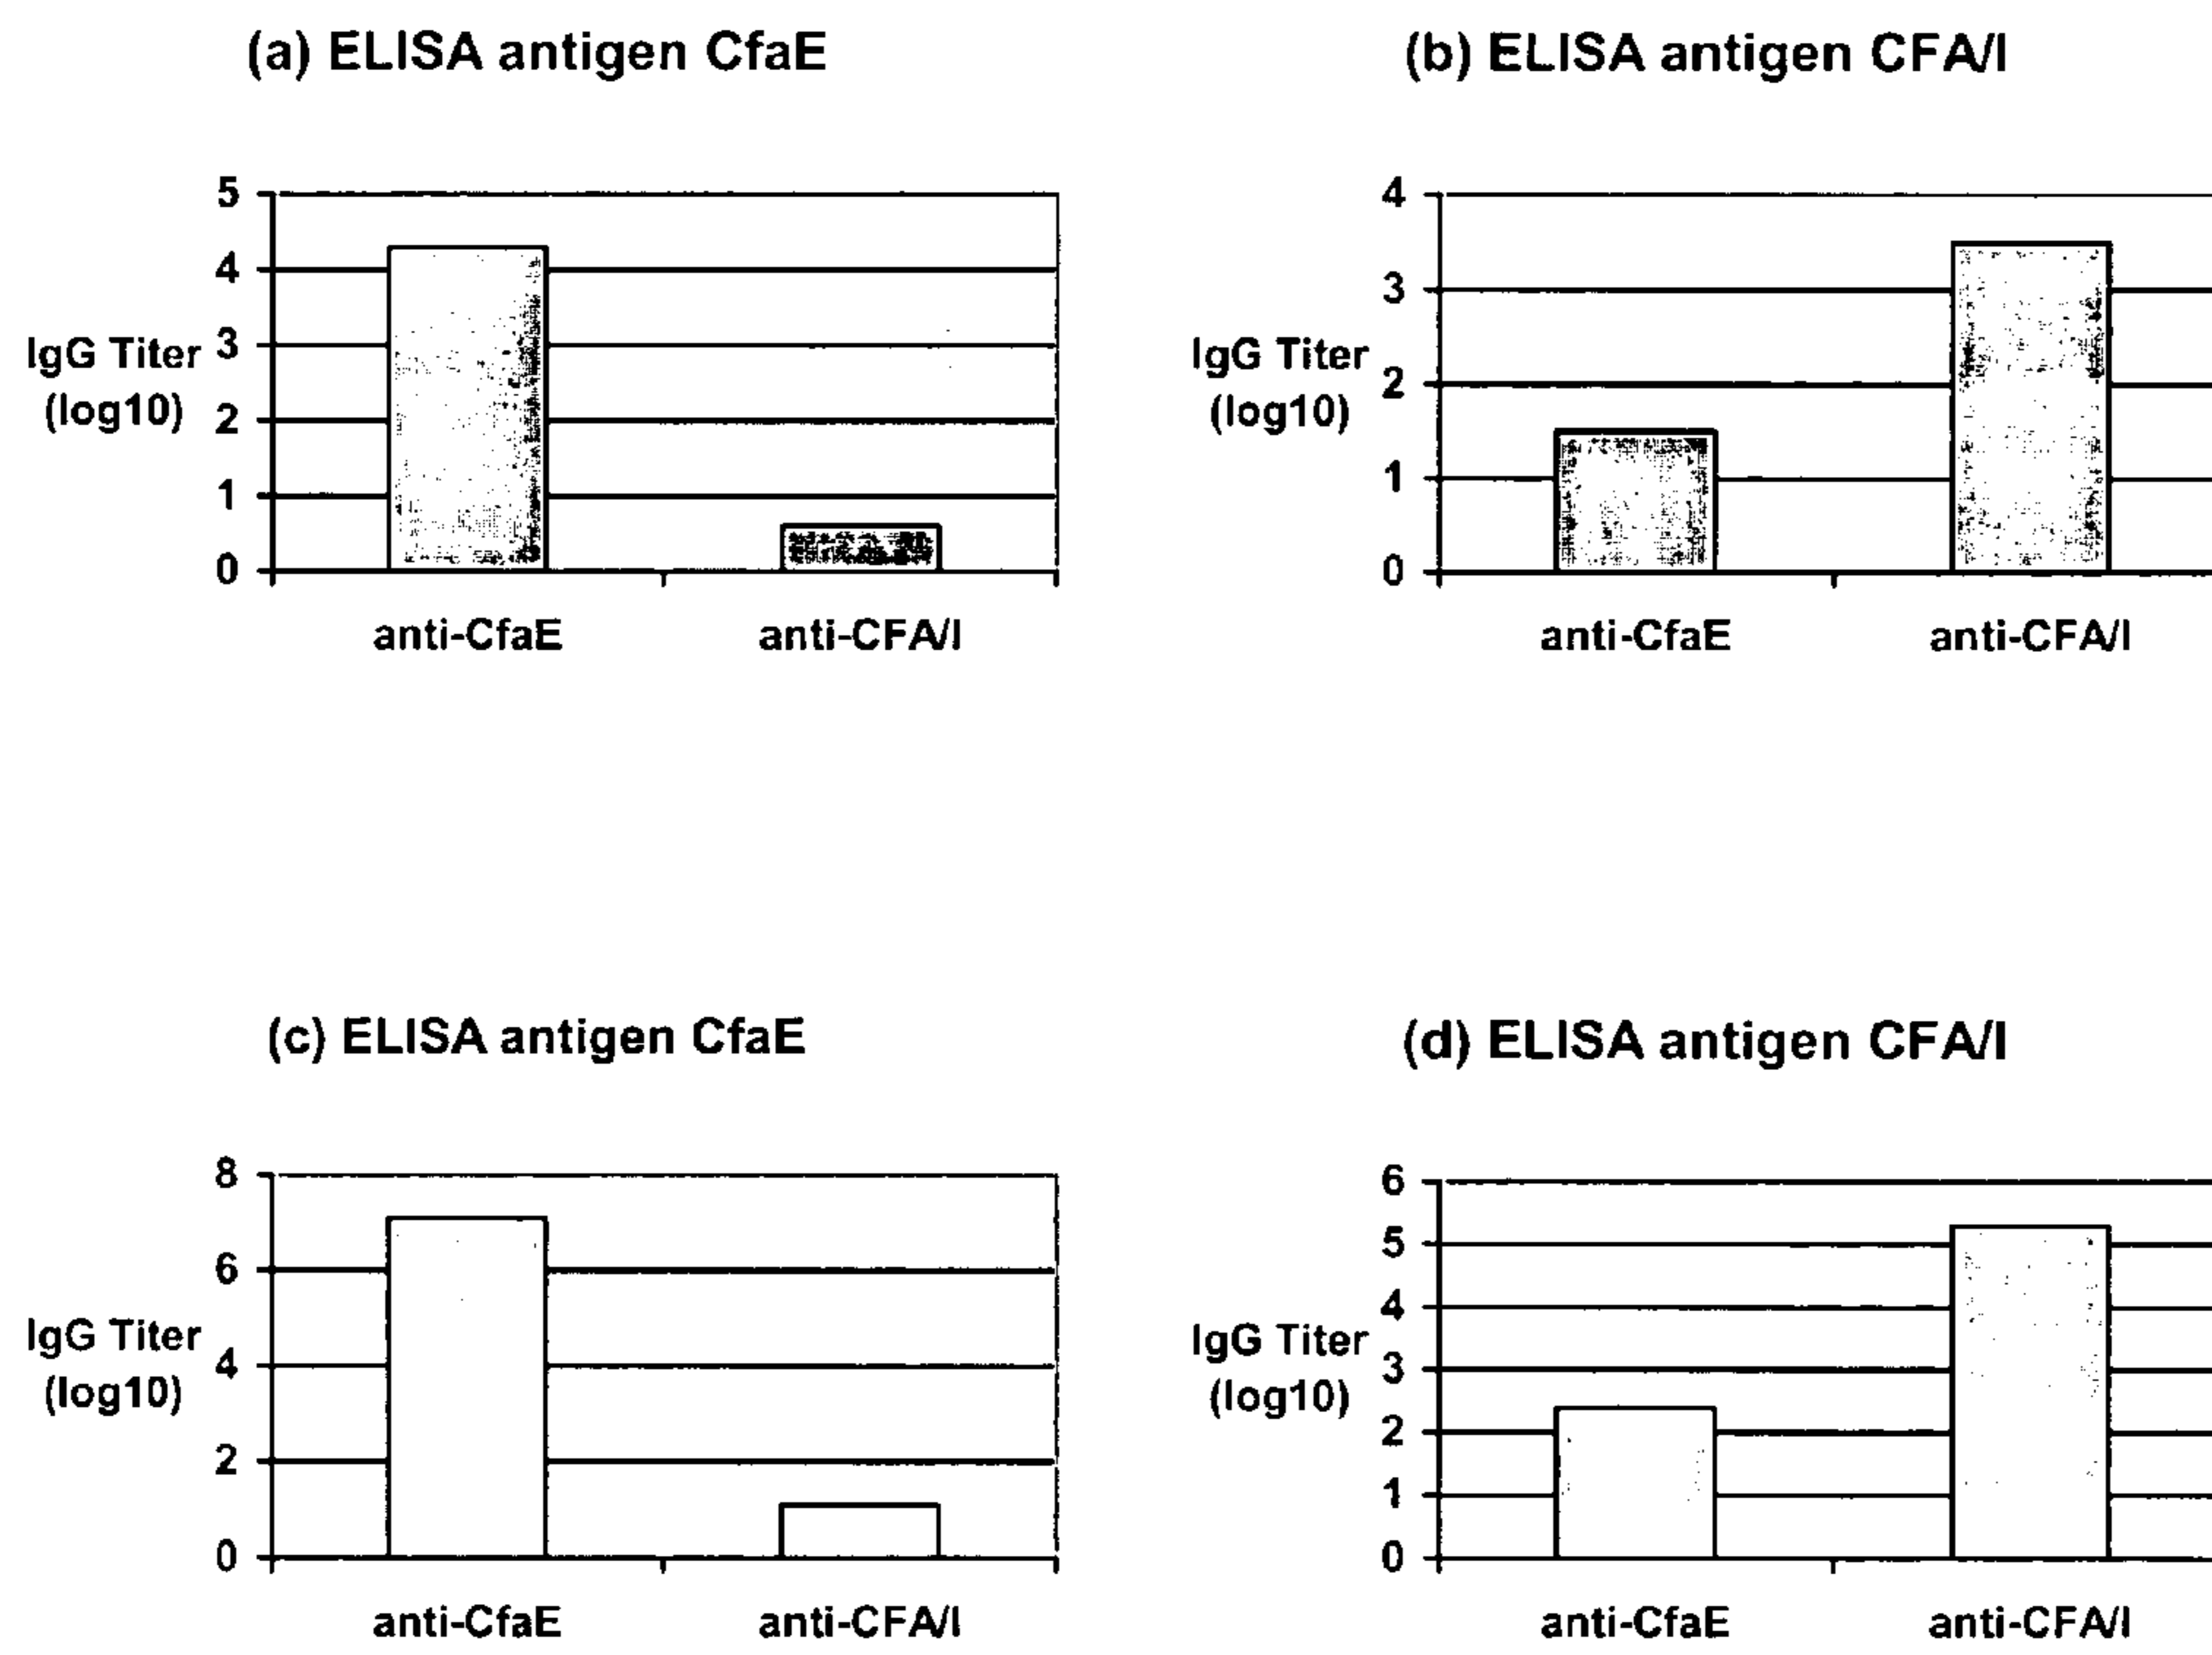 (a) ELISA antigen CfaE
5
4
3
2
1
0
IgG Titer
(log10)
anti-CfaE anti-CFA/I
(b) ELISA antigen CFA/I
4
3
2
1
0
IgG Titer
(log10)
anti-CfaE anti-CFA/I
(c) ELISA antigen CfaE
8
6
4
2
0
IgG Titer
(log10)
anti-CfaE anti-CFA/I
(d) ELISA antigen CFA/I
6
5
4
3
2
1
0
IgG Titer
(log10)
anti-CfaE anti-CFA/I